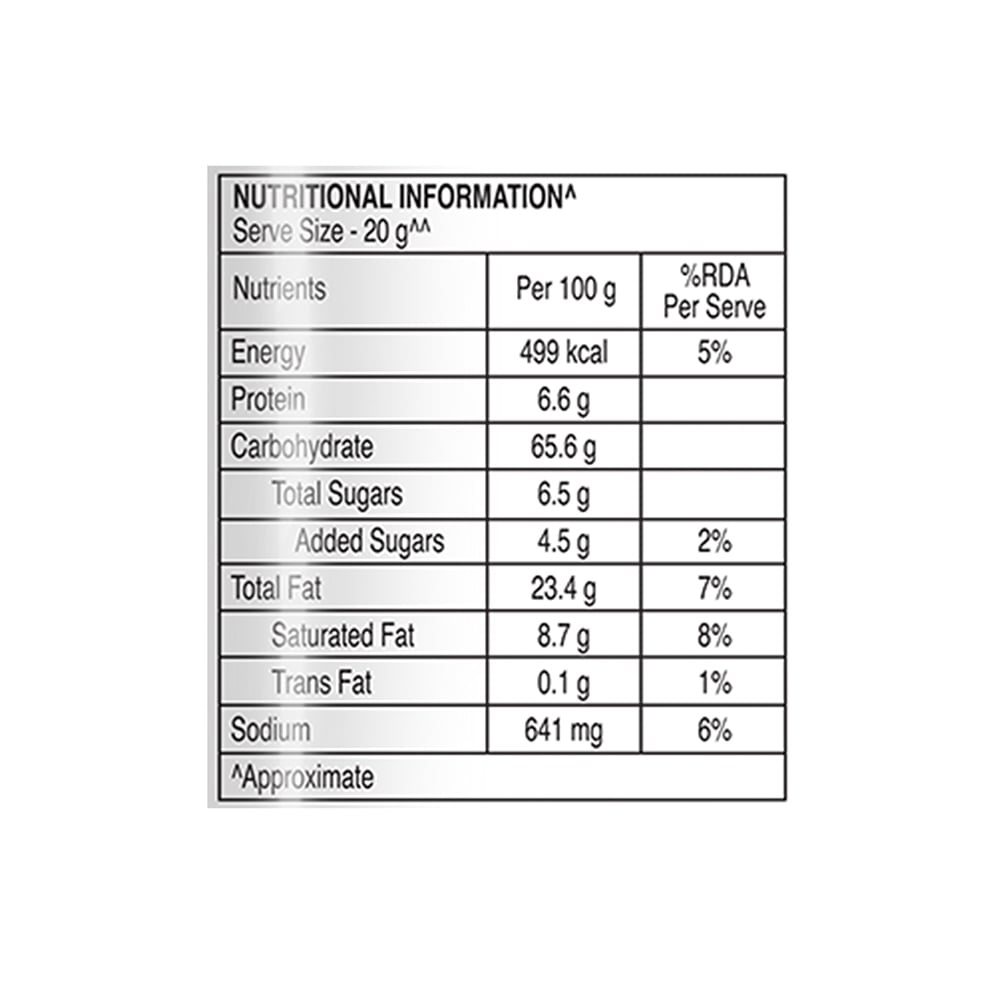 NUTRITIONAL INFORMATION^
Serve Size - 20 g^^
Nutrients Per 100 g %RDA Per Serve
Energy 499 kcal 5%
Protein 6.6 g
Carbohydrate 65.6 g
Total Sugars 6.5 g
Added Sugars 4.5 g 2%
Total Fat 23.4 g 7%
Saturated Fat 8.7 g 8%
Trans Fat 0.1 g 1%
Sodium 641 mg 6%
^Approximate